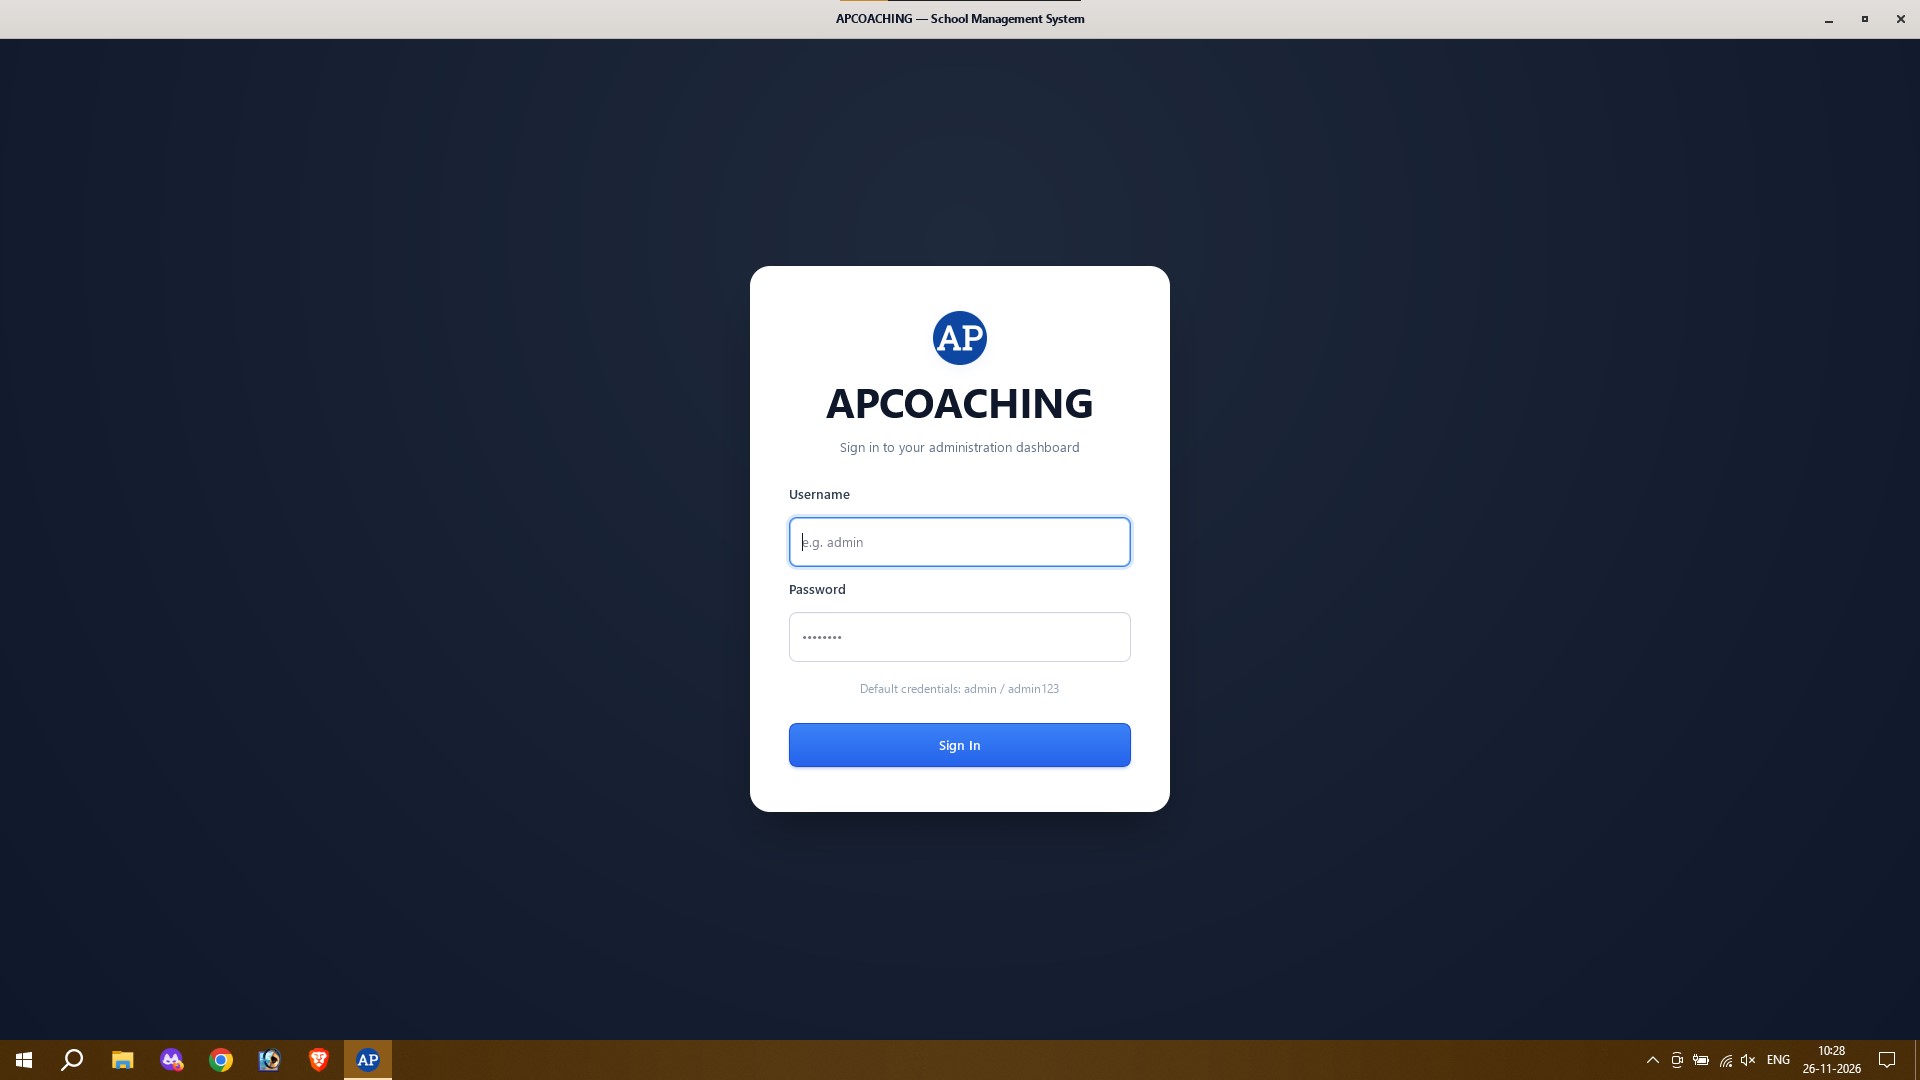 APCOACHING — School Management System
AP
APCOACHING
Sign in to your administration dashboard
Username
e.g. admin
Password
••••••••
Default credentials: admin / admin123
Sign In
AP
ENG
10:28
26-11-2026